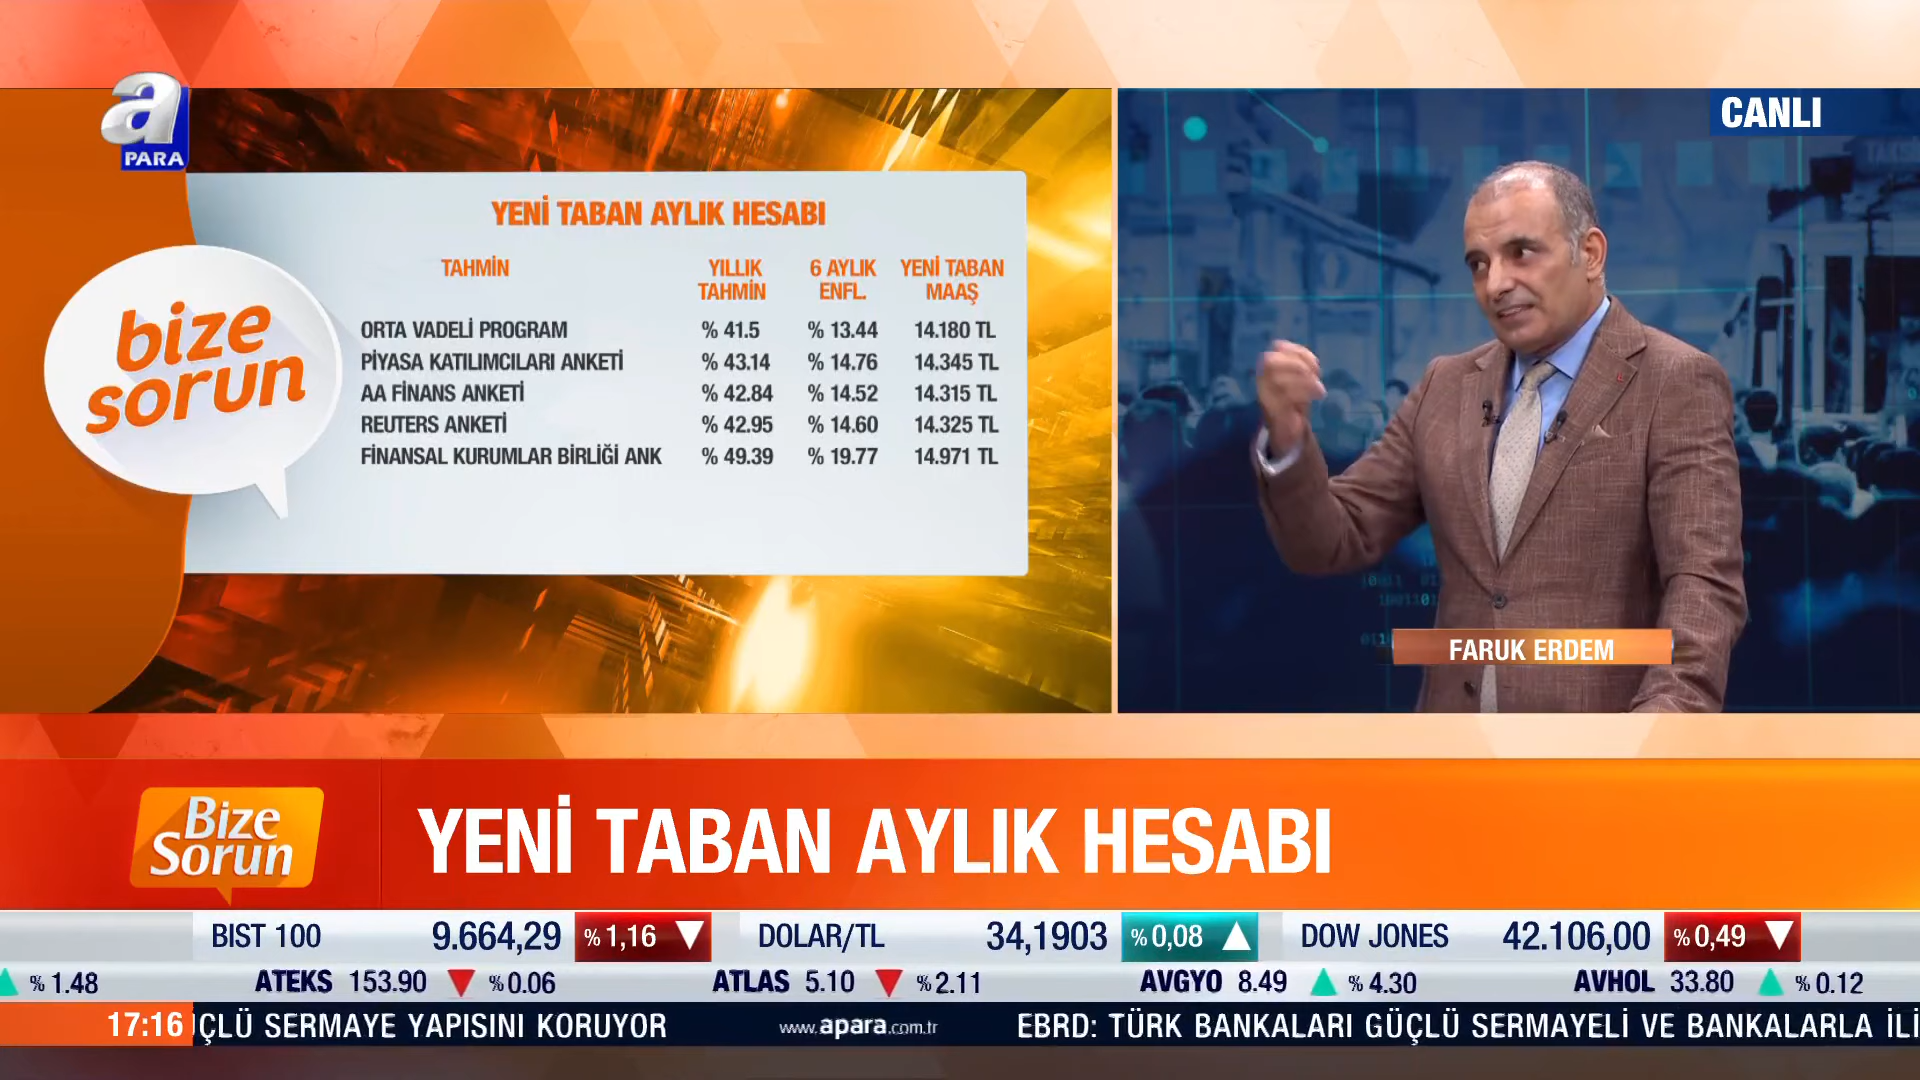 a
PARA
CANLI
YENİ TABAN AYLIK HESABI
TAHMİN YILLIK TAHMİN 6 AYLIK ENFL. YENİ TABAN MAAŞ
ORTA VADELİ PROGRAM % 41.5 % 13.44 14.180 TL
PİYASA KATILIMCILARI ANKETİ % 43.14 % 14.76 14.345 TL
AA FİNANS ANKETİ % 42.84 % 14.52 14.315 TL
REUTERS ANKETİ % 42.95 % 14.60 14.325 TL
FİNANSAL KURUMLAR BİRLİĞİ ANK % 49.39 % 19.77 14.971 TL
bize
sorun
FARUK ERDEM
Bize
Sorun
YENİ TABAN AYLIK HESABI
BIST 100 9.664,29 %1,16 DOLAR/TL 34,1903 %0,08 DOW JONES 42.106,00 %0,49
%1.48 ATEKS 153.90 %0.06 ATLAS 5.10 %2.11 AVGYO 8.49 %4.30 AVHOL 33.80 %0.12
17:16 ÜÇLÜ SERMAYE YAPISINI KORUYOR www.apara.com.tr EBRD: TÜRK BANKALARI GÜÇLÜ SERMAYELİ VE BANKALARLA İLİ